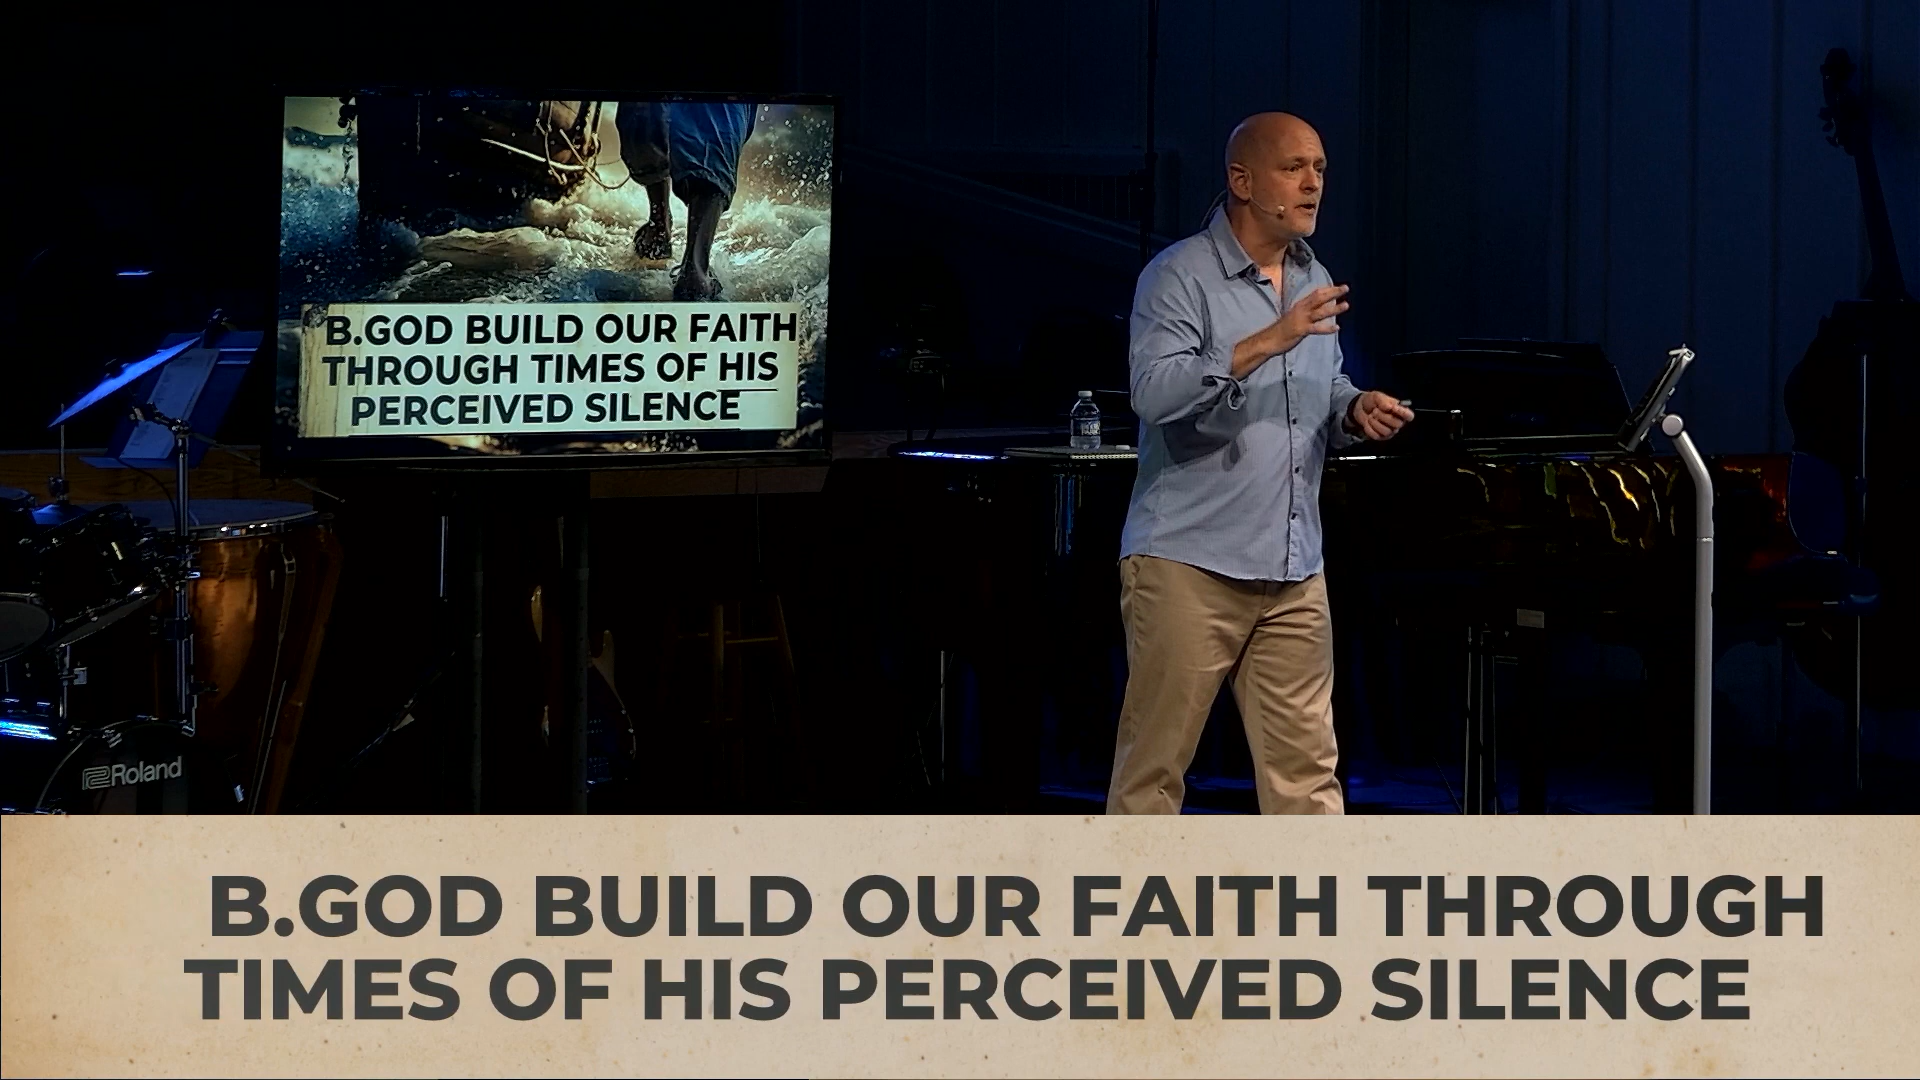 B.GOD BUILD OUR FAITH
THROUGH TIMES OF HIS
PERCEIVED SILENCE
Roland
B.GOD BUILD OUR FAITH THROUGH
TIMES OF HIS PERCEIVED SILENCE